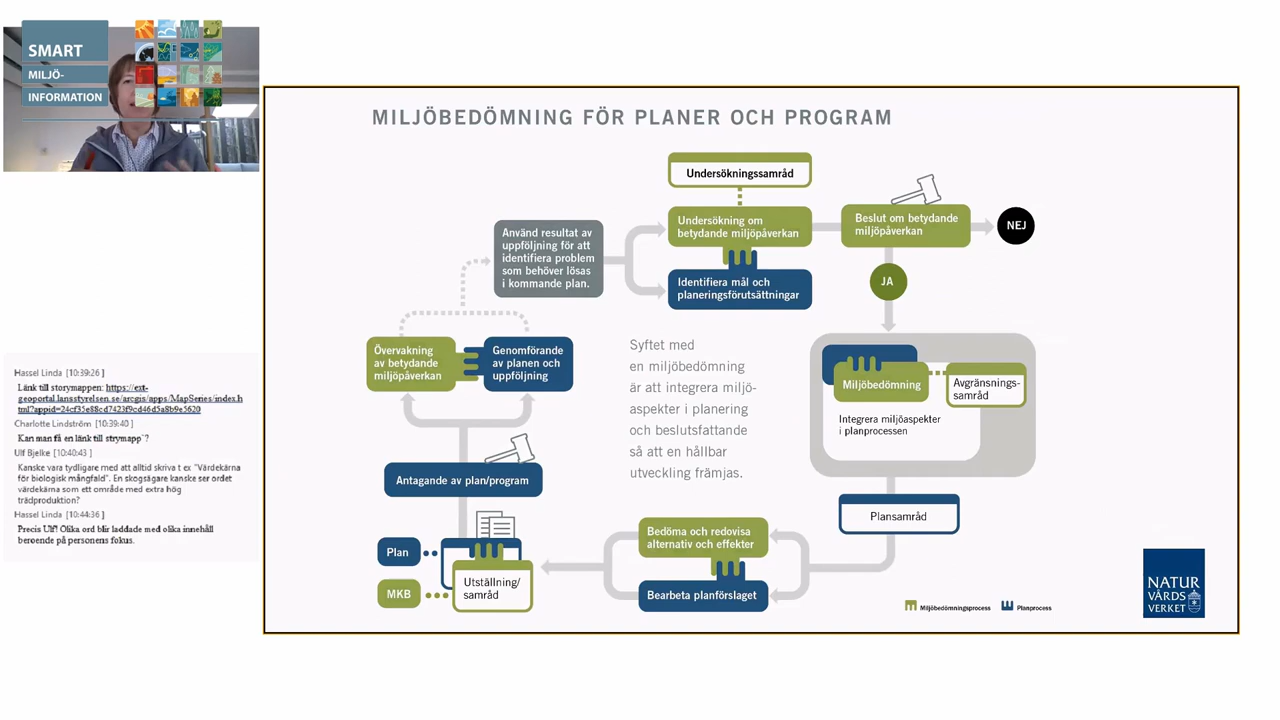 SMART
MILJÖ-
INFORMATION
Hassel Linda [10:39:26 ]
Länk till storymappen: https://ext-
geoportal.lansstyrelsen.se/arcgis/apps/MapSeries/index.h
tml?appid=24cf35e88cd7423f9cd46d5a8b9e5620
Charlotte Lindström [10:39:40 ]
Kan man få en länk till strymapp`?
Ulf Bjelke [10:40:43 ]
Kanske vara tydligare med att alltid skriva t ex "Värdekärna
för biologisk mångfald". En skogsägare kanske ser ordet
värdekärna som ett område med extra hög
trädproduktion?
Hassel Linda [10:44:36 ]
Precis Ulf! Olika ord blir laddade med olika innehåll
beroende på personens fokus.
MILJÖBEDÖMNING FÖR PLANER OCH PROGRAM
Undersökningssamråd
Undersökning om
betydande miljöpåverkan
Beslut om betydande
miljöpåverkan
NEJ
JA
Använd resultat av
uppföljning för att
identifiera problem
som behöver lösas
i kommande plan.
Identifiera mål och
planeringsförutsättningar
Övervakning
av betydande
miljöpåverkan
Genomförande
av planen och
uppföljning
Syftet med
en miljöbedömning
är att integrera miljö-
aspekter i planering
och beslutsfattande
så att en hållbar
utveckling främjas.
Miljöbedömning
Avgränsnings-
samråd
Integrera miljöaspekter
i planprocessen
Antagande av plan/program
Plansamråd
Bedöma och redovisa
alternativ och effekter
Bearbeta planförslaget
Plan
MKB
Utställning/
samråd
Miljöbedömningsprocess
Planprocess
NATUR
VÅRDS
VERKET